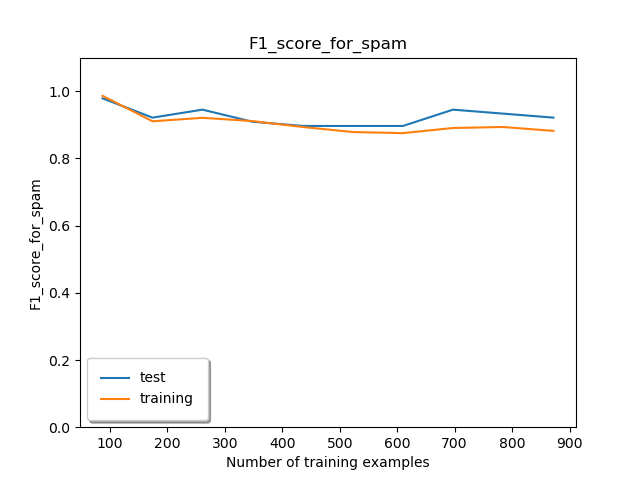 F1_score_for_spam
F1_score_for_spam
1.0
0.8
0.6
0.4
0.2
0.0
test
training
100 200 300 400 500 600 700 800 900
Number of training examples